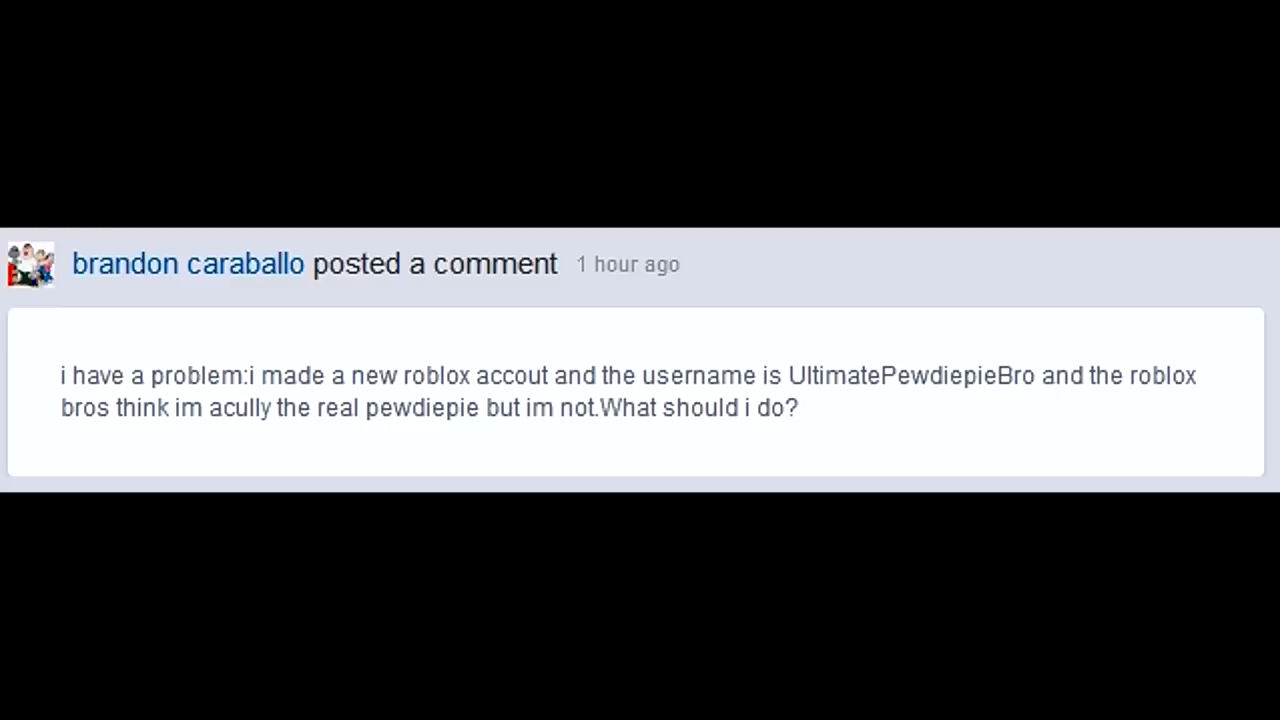 brandon caraballo posted a comment 1 hour ago
i have a problem:i made a new roblox accout and the username is UltimatePewdiepieBro and the roblox
bros think im acully the real pewdiepie but im not.What should i do?